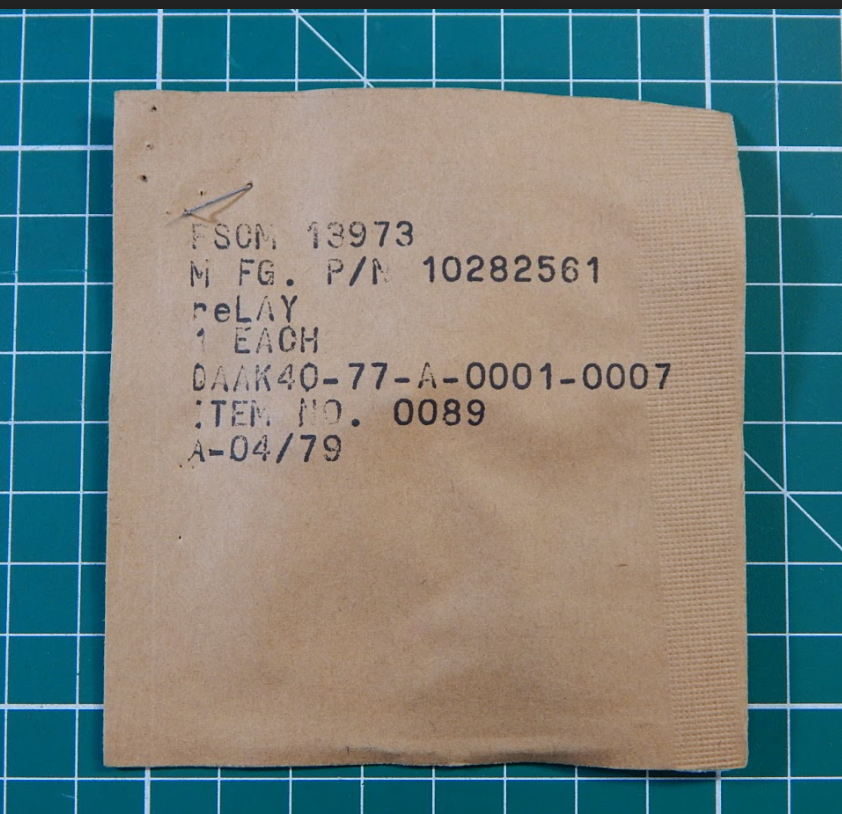 FSCM 13973
M FG. P/N 10282561
reLAY
1 EACH
DAAK40-77-A-0001-0007
ITEM NO. 0089
A-04/79